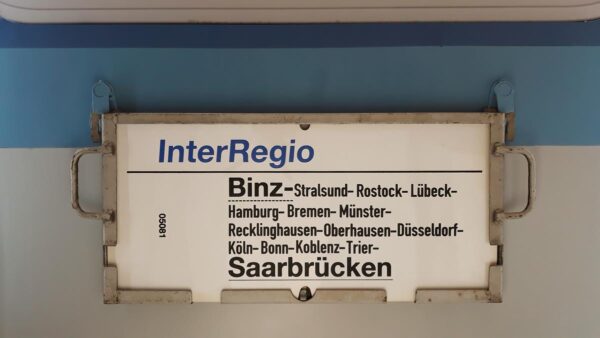 InterRegio
Binz-Stralsund- Rostock- Lübeck-
Hamburg- Bremen- Münster-
Recklinghausen-Oberhausen-Düsseldorf-
Köln- Bonn- Koblenz-Trier-
Saarbrücken
05081